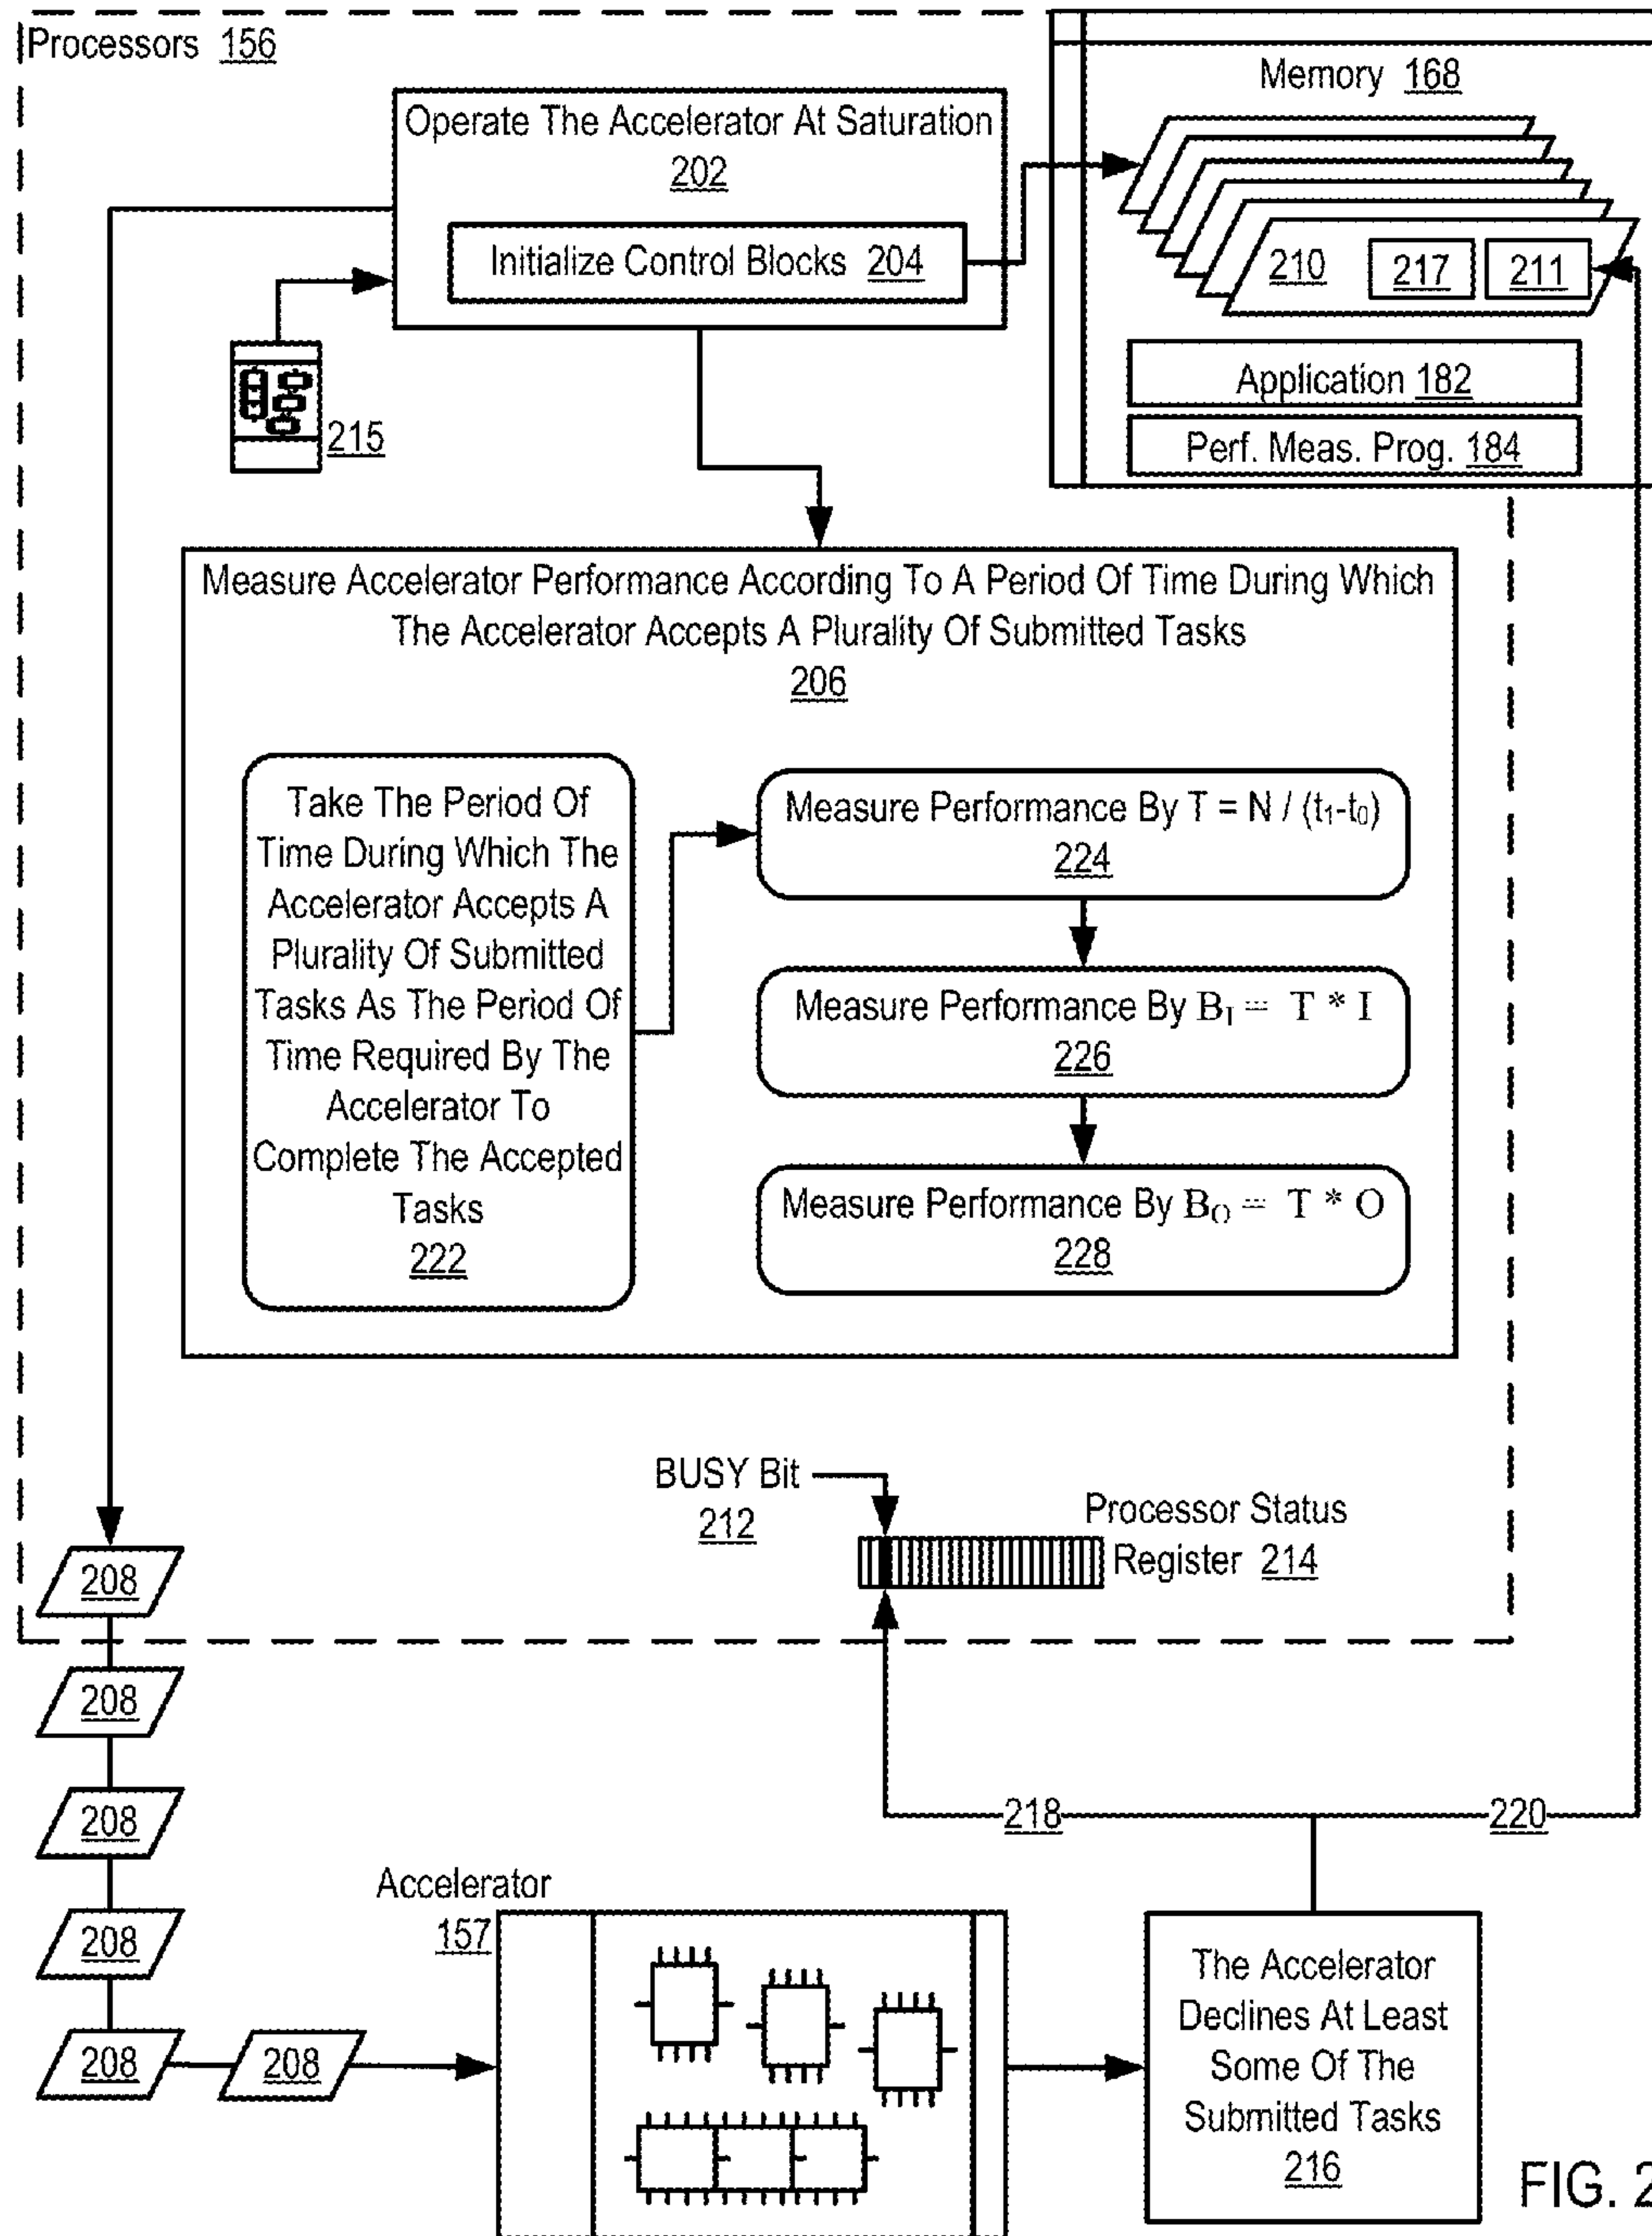 Processors 156
Memory 168
Operate The Accelerator At Saturation
202
Initialize Control Blocks 204
210 217 211
Application 182
Perf. Meas. Prog. 184
215
Measure Accelerator Performance According To A Period Of Time During Which
The Accelerator Accepts A Plurality Of Submitted Tasks
206
Take The Period Of
Time During Which The
Accelerator Accepts A
Plurality Of Submitted
Tasks As The Period Of
Time Required By The
Accelerator To
Complete The Accepted
Tasks
222
Measure Performance By T = N / (t₁-t₀)
224
Measure Performance By B_I = T * I
226
Measure Performance By B_O = T * O
228
BUSY Bit
212
Processor Status
Register 214
208
208
208
208
208 208
218 220
Accelerator
157
The Accelerator
Declines At Least
Some Of The
Submitted Tasks
216
FIG. 2